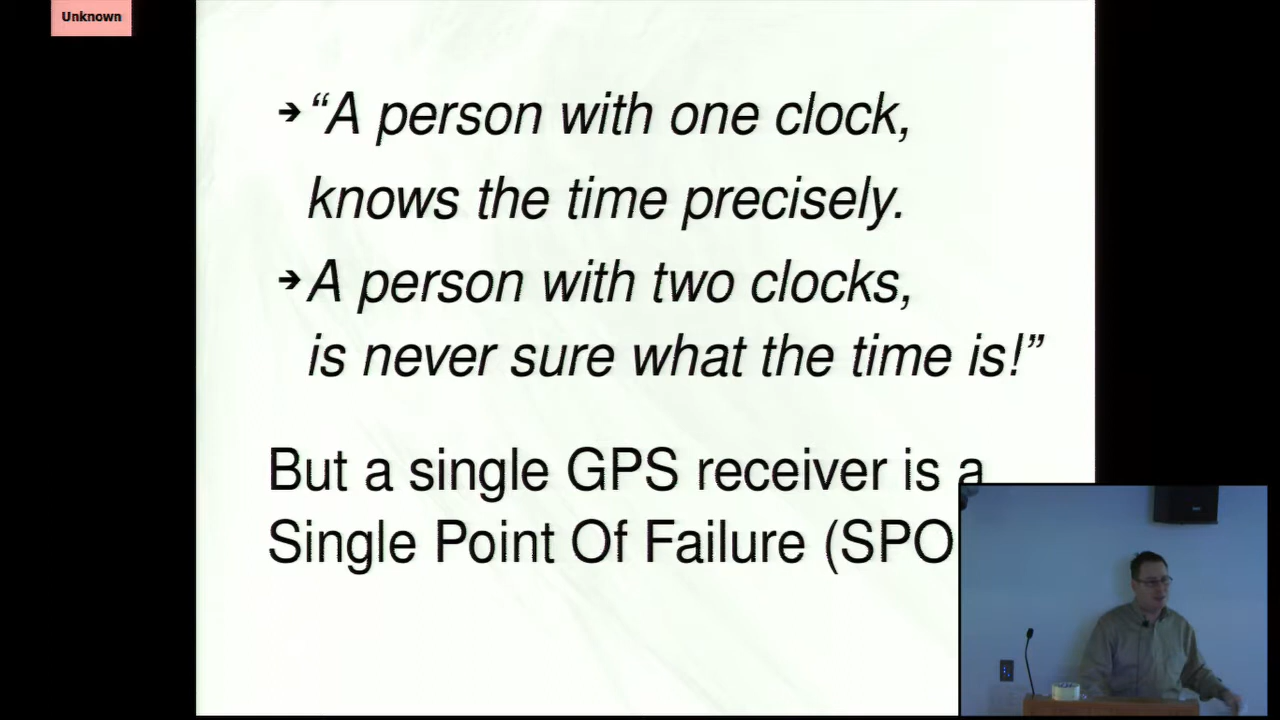 Unknown
➔“A person with one clock,
knows the time precisely.
➔A person with two clocks,
is never sure what the time is!”
But a single GPS receiver is a
Single Point Of Failure (SPO